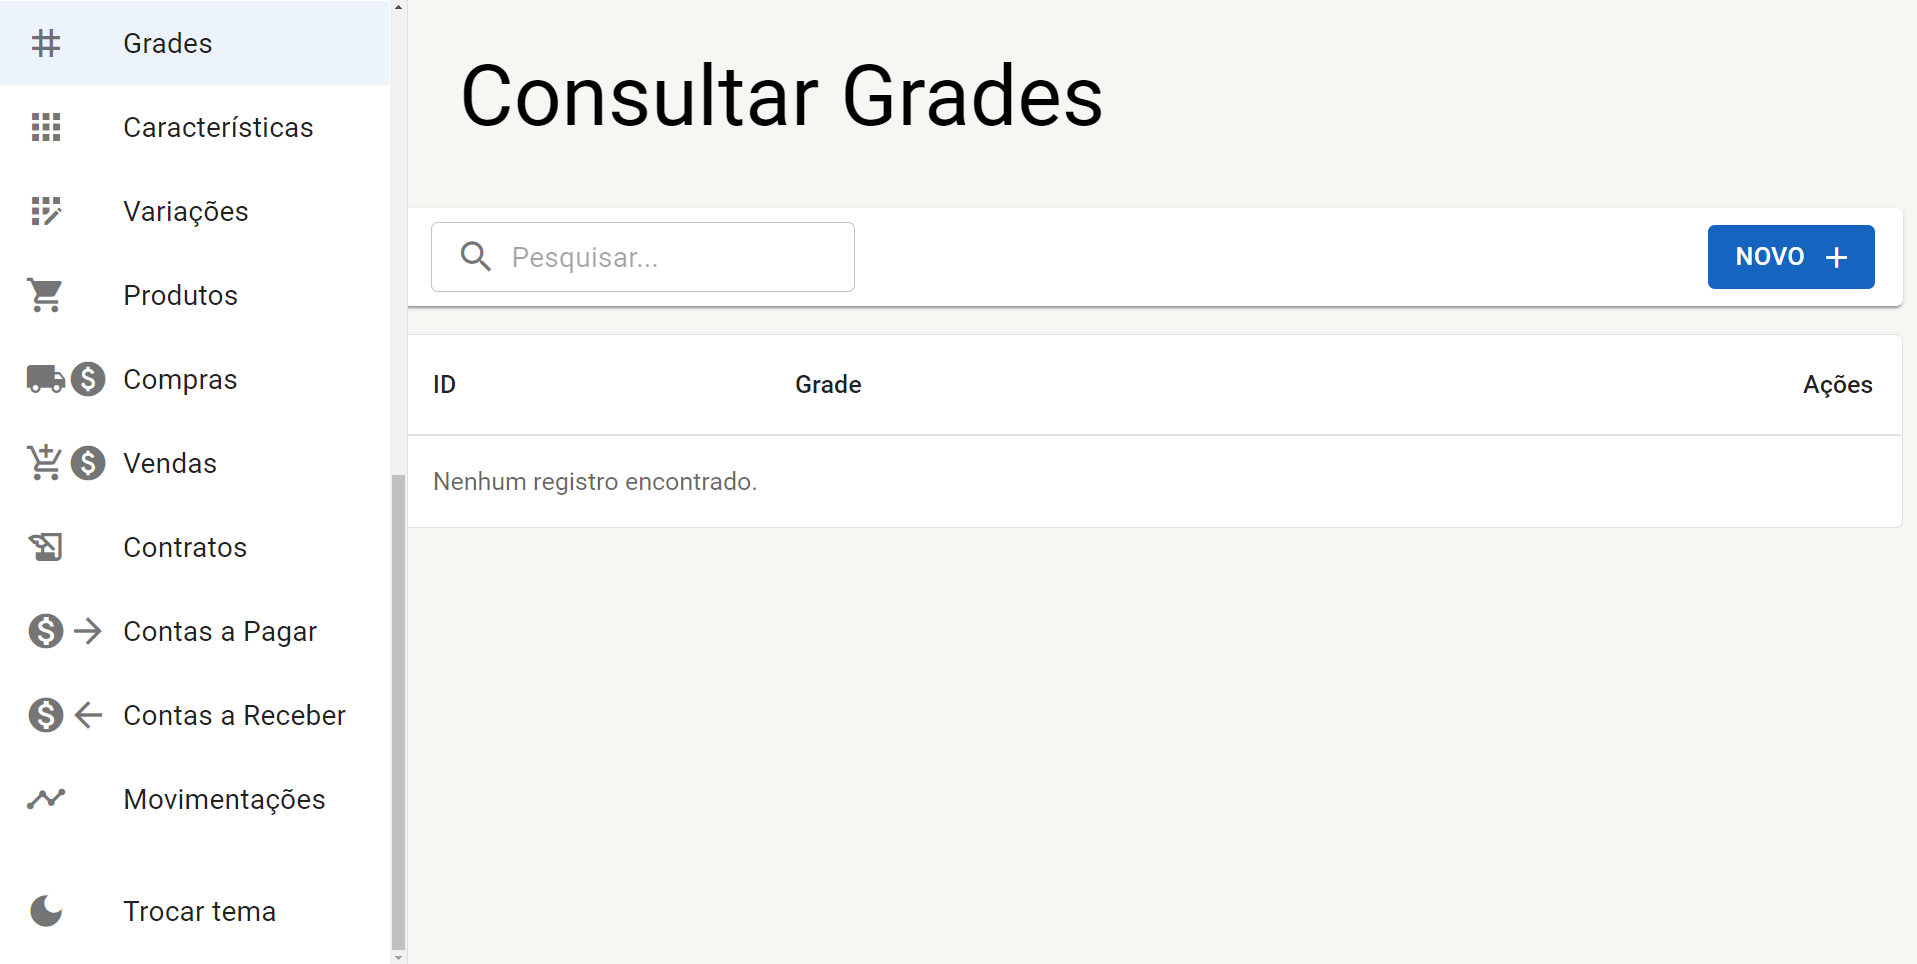 Grades
Características
Variações
Produtos
Compras
Vendas
Contratos
Contas a Pagar
Contas a Receber
Movimentações
Trocar tema
Consultar Grades
Pesquisar...
NOVO +
ID Grade Ações
Nenhum registro encontrado.